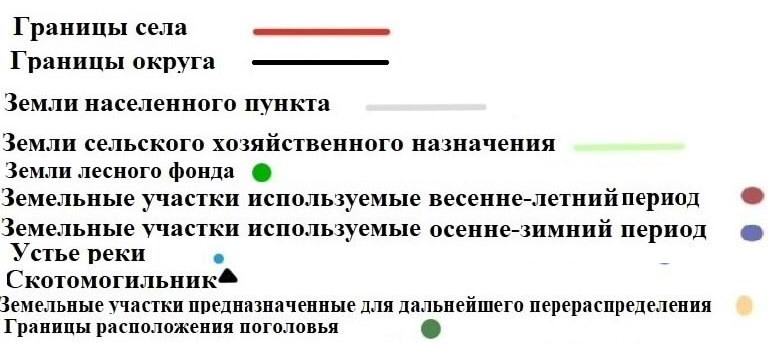 Границы села
Границы округа
Земли населенного пункта
Земли сельского хозяйственного назначения
Земли лесного фонда
Земельные участки используемые весенне-летний период
Земельные участки используемые осенне-зимний период
Устье реки
Скотомогильник
Земельные участки предназначенные для дальнейшего перераспределения
Границы расположения поголовья